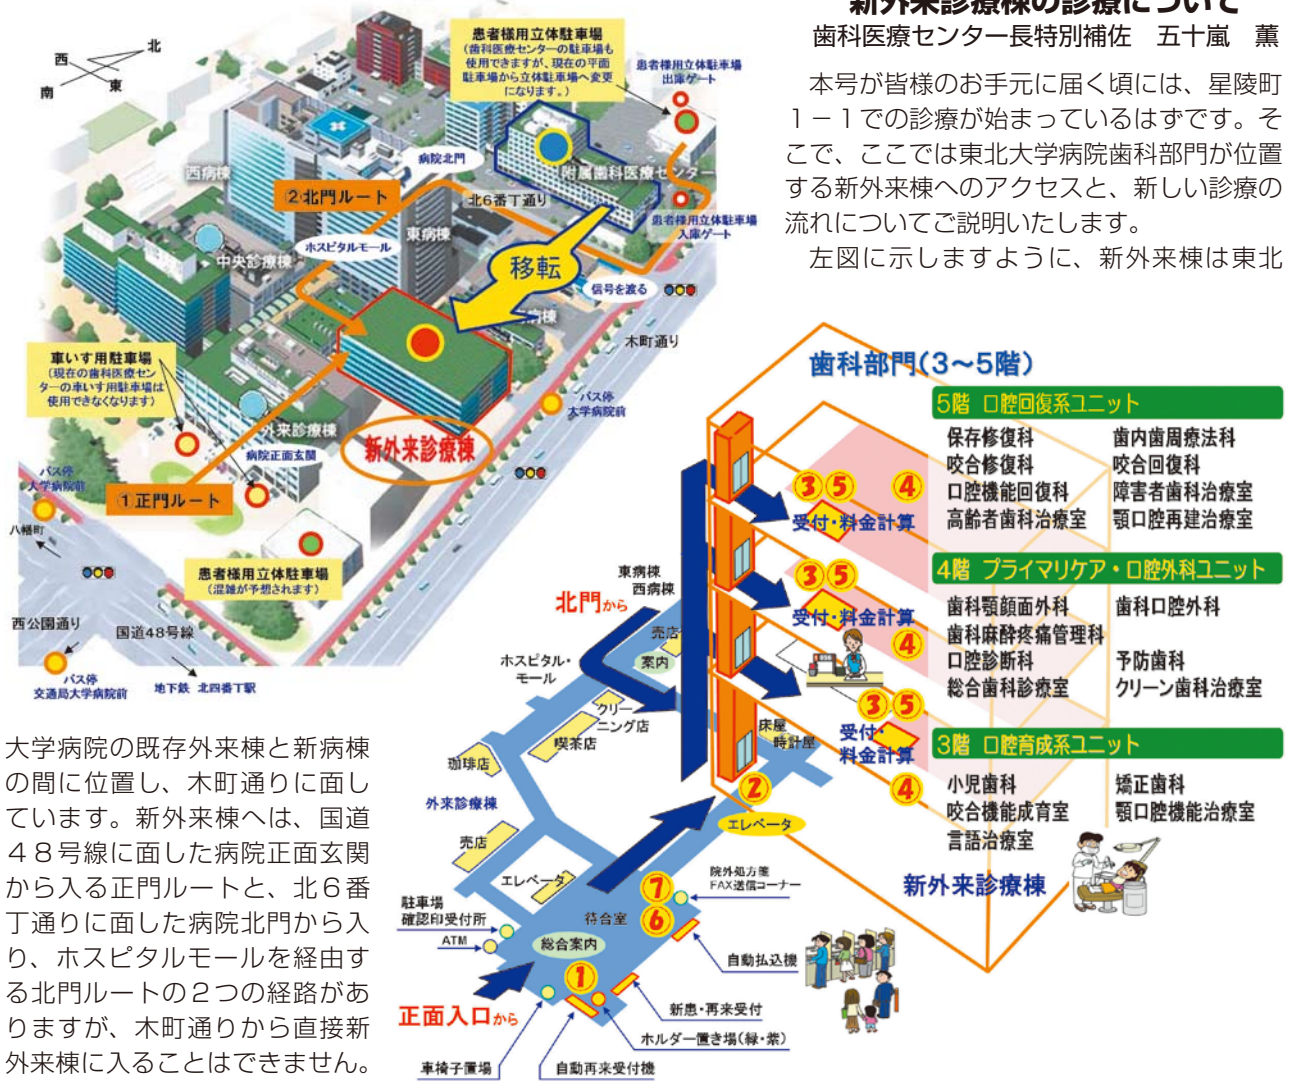 新外来診療棟の診療について
歯科医療センター長特別補佐　五十嵐　薫
　本号が皆様のお手元に届く頃には、星陵町
１－１での診療が始まっているはずです。そ
こで、ここでは東北大学病院歯科部門が位置
する新外来棟へのアクセスと、新しい診療の
流れについてご説明いたします。
　左図に示しますように、新外来棟は東北
大学病院の既存外来棟と新病棟
の間に位置し、木町通りに面し
ています。新外来棟へは、国道
４８号線に面した病院正面玄関
から入る正門ルートと、北６番
丁通りに面した病院北門から入
り、ホスピタルモールを経由す
る北門ルートの２つの経路があ
りますが、木町通りから直接新
外来棟に入ることはできません。
北
西
東
南
患者様用立体駐車場
(歯科医療センターの駐車場も
使用できますが、現在の平面
駐車場から立体駐車場へ変更
になります。)
患者様用立体駐車場
出庫ゲート
病院北門
附属歯科医療センター
西病棟
②北門ルート
北6番丁通り
患者様用立体駐車場
入庫ゲート
東病棟
ホスピタルモール
中央診療棟
移転
信号を渡る
病棟
木町通り
車いす用駐車場
(現在の歯科医療セン
ターの車いす用駐車場は
使用できなくなります)
バス停
大学病院前
外来診療棟
病院正面玄関
新外来診療棟
バス停
大学病院前
①正門ルート
八幡町
患者様用立体駐車場
(混雑が予想されます)
西公園通り
国道48号線
バス停
交通局大学病院前
地下鉄 北四番丁駅
歯科部門(3～5階)
5階 口腔回復系ユニット
保存修復科 歯内歯周療法科
咬合修復科 咬合回復科
口腔機能回復科 障害者歯科治療室
高齢者歯科治療室 顎口腔再建治療室
③⑤ ④
受付・料金計算
4階 プライマリケア・口腔外科ユニット
歯科顎顔面外科 歯科口腔外科
歯科麻酔疼痛管理科
口腔診断科 予防歯科
総合歯科診療室 クリーン歯科治療室
③⑤
受付・料金計算
④
3階 口腔育成系ユニット
小児歯科 矯正歯科
咬合機能成育室 顎口腔機能治療室
言語治療室
③⑤
受付・
料金計算
④
新外来診療棟
東病棟
西病棟
北門から
売店
案内
ホスピタル・
モール
クリー
ニング店
喫茶店
床屋
時計屋
珈琲店
②
エレベータ
外来診療棟
売店
エレベータ
院外処方箋
FAX送信コーナー
⑦
⑥
駐車場
確認印受付所
待合室
ATM
総合案内
自動払込機
①
正面入口から
新患・再来受付
ホルダー置き場(緑・紫)
車椅子置場
自動再来受付機